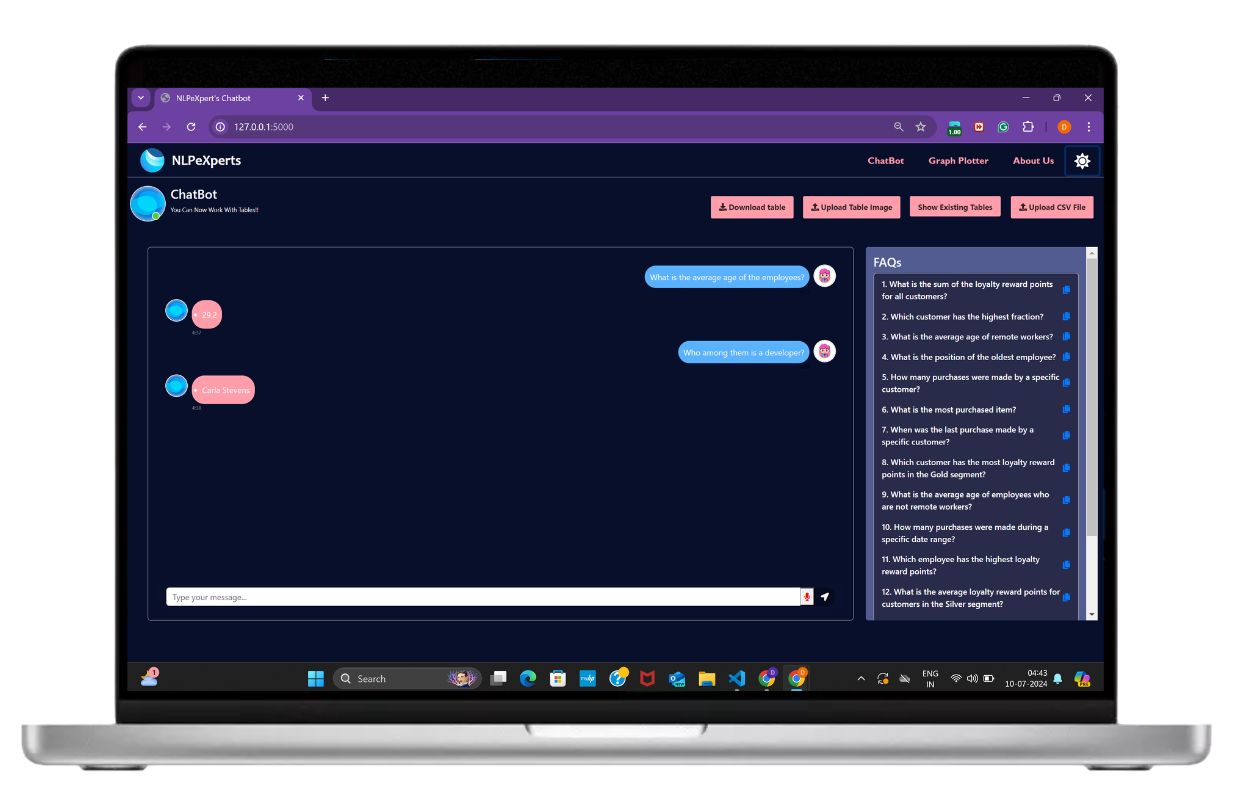 NLPeXpert's Chatbot
127.0.0.1:5000
1.00
D
NLPeXperts
ChatBot
Graph Plotter
About Us
ChatBot
You Can Now Work With Tables!!
Download table
Upload Table Image
Show Existing Tables
Upload CSV File
What is the average age of the employees?
29.2
Who among them is a developer?
Carla Stevens
Type your message...
FAQs
1. What is the sum of the loyalty reward points
for all customers?
2. Which customer has the highest fraction?
3. What is the average age of remote workers?
4. What is the position of the oldest employee?
5. How many purchases were made by a specific
customer?
6. What is the most purchased item?
7. When was the last purchase made by a
specific customer?
8. Which customer has the most loyalty reward
points in the Gold segment?
9. What is the average age of employees who
are not remote workers?
10. How many purchases were made during a
specific date range?
11. Which employee has the highest loyalty
reward points?
12. What is the average loyalty reward points for
customers in the Silver segment?
1
Search
D
D
ENG
IN
04:43
10-07-2024